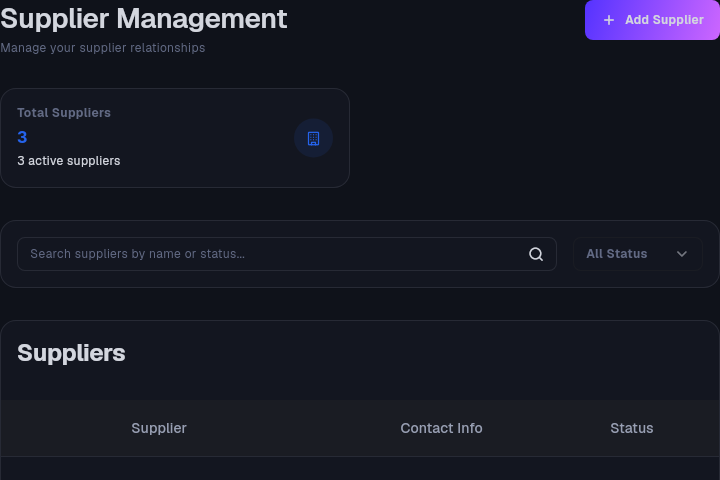 Supplier Management
Add Supplier
Manage your supplier relationships
Total Suppliers
3
3 active suppliers
Search suppliers by name or status...
All Status
Suppliers
Supplier
Contact Info
Status